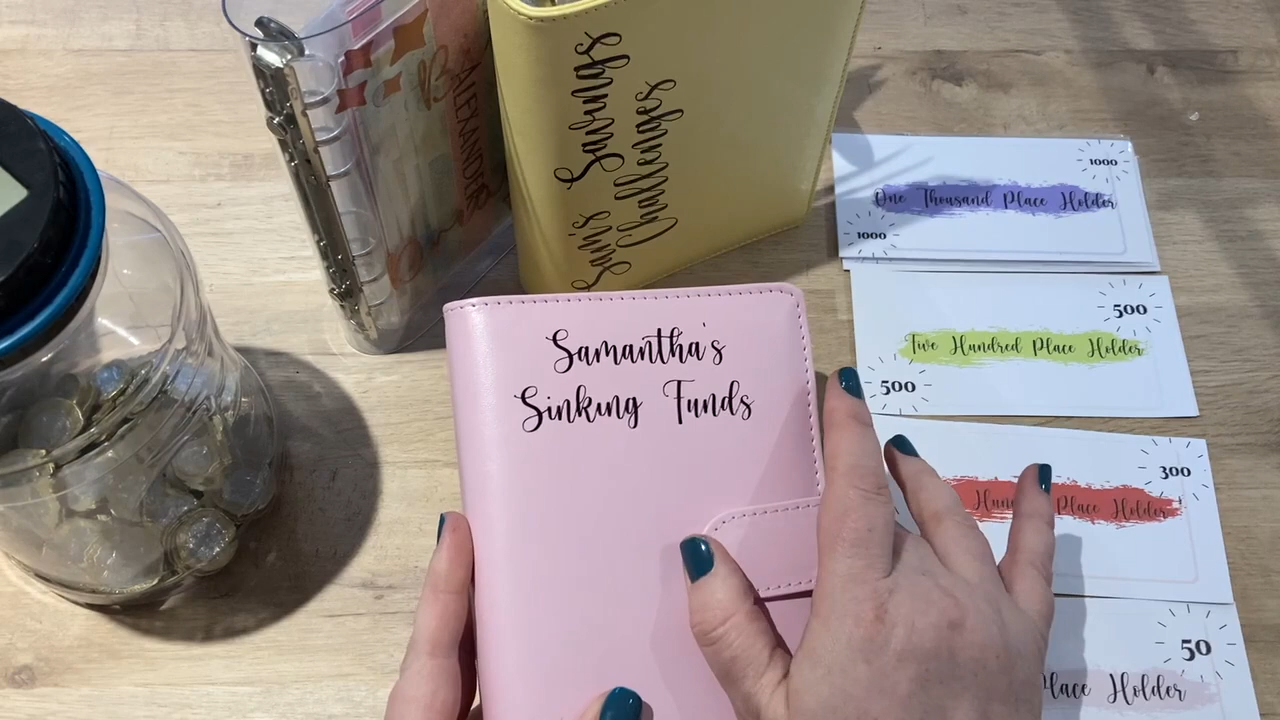 ALEXANDER
Sam's Savings
Challenges
Samantha's
Sinking Funds
1000
One Thousand Place Holder
1000
500
Five Hundred Place Holder
500
300
Place Holder
50
Place Holder